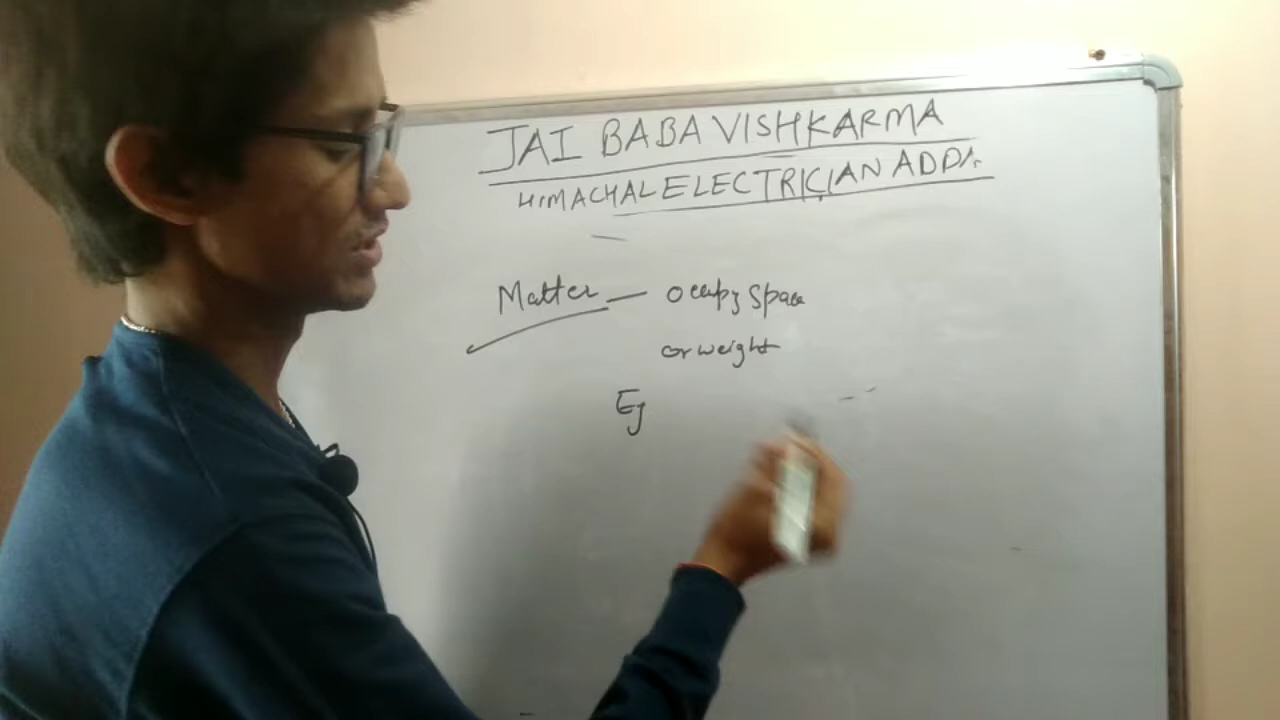 JAI BABA VISHKARMA
HIMACHAL ELECTRICIAN ADDA
Matter — occupy space
or weight
Eg